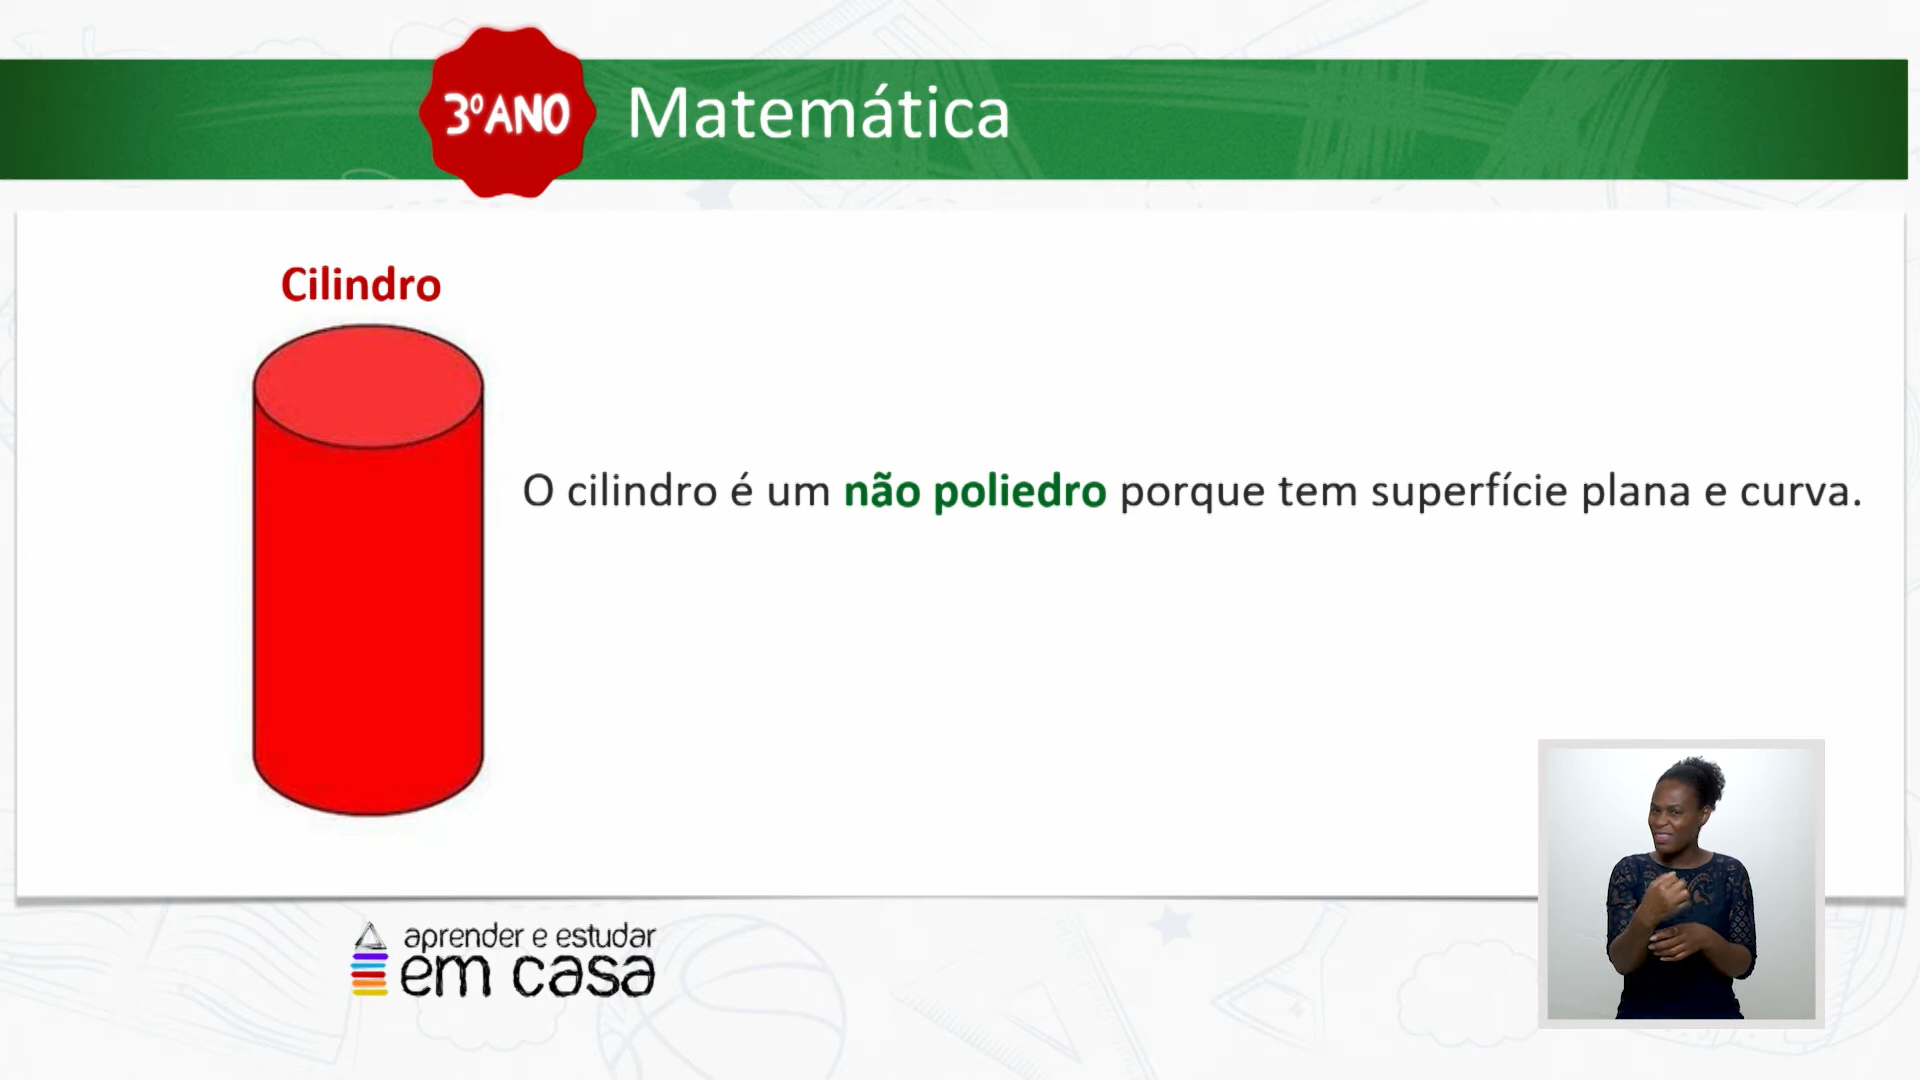 3ºANO
Matemática
Cilindro
O cilindro é um não poliedro porque tem superfície plana e curva.
aprender e estudar
em casa